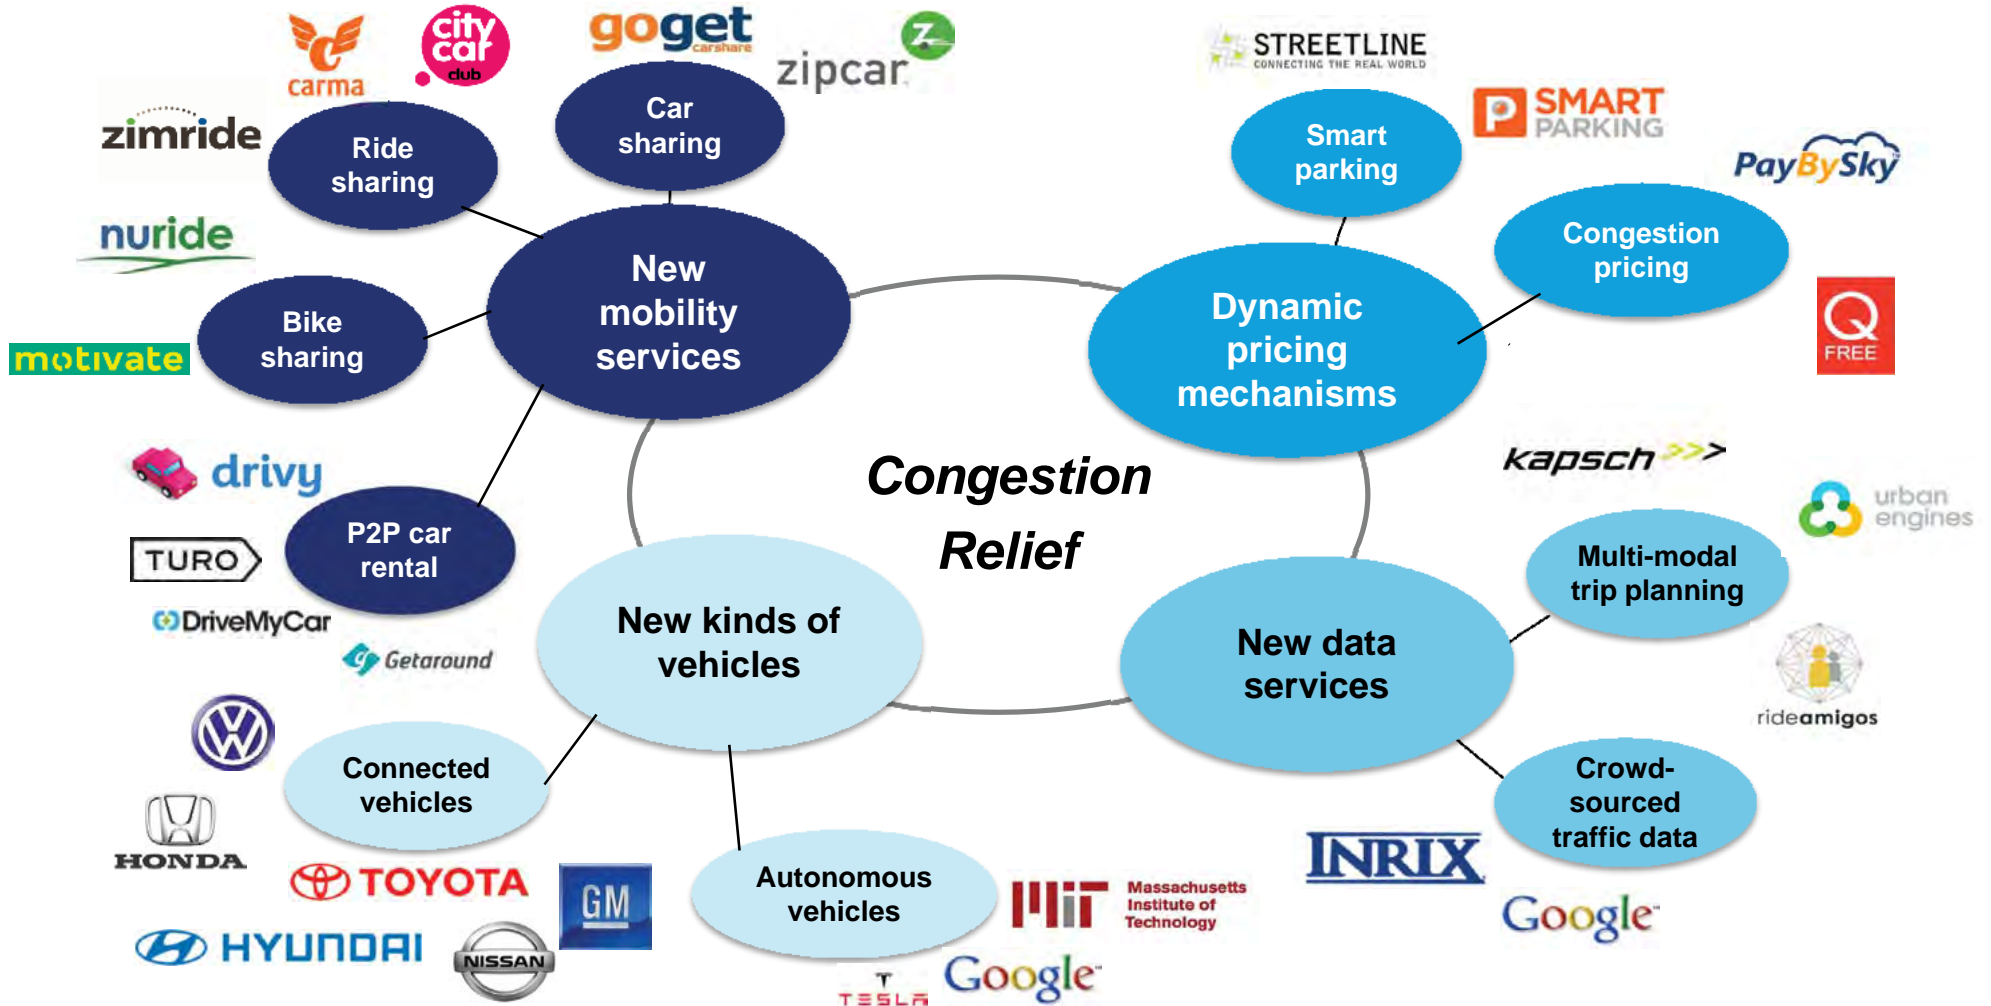 carma
city
car
club
goget
carshare
zipcar
zimride
Ride
sharing
Car
sharing
nuride
Bike
sharing
motivate
New
mobility
services
STREETLINE
CONNECTING THE REAL WORLD
P SMART
PARKING
Smart
parking
PayBySky
Congestion
pricing
Q
FREE
Dynamic
pricing
mechanisms
Congestion
Relief
drivy
TURO
P2P car
rental
DriveMyCar
Getaround
kapsch >>>
urban
engines
Multi-modal
trip planning
rideamigos
New data
services
Crowd-
sourced
traffic data
INRIX
Google™
New kinds of
vehicles
VW
Connected
vehicles
HONDA
TOYOTA
GM
HYUNDAI
NISSAN
Autonomous
vehicles
MIT
Massachusetts
Institute of
Technology
TESLA
Google™